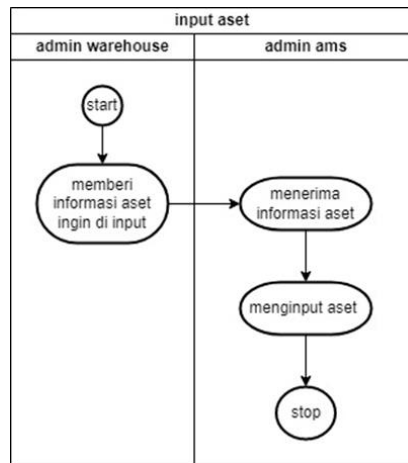 input aset
admin warehouse
admin ams
start
memberi
informasi aset
ingin di input
menerima
informasi aset
menginput aset
stop